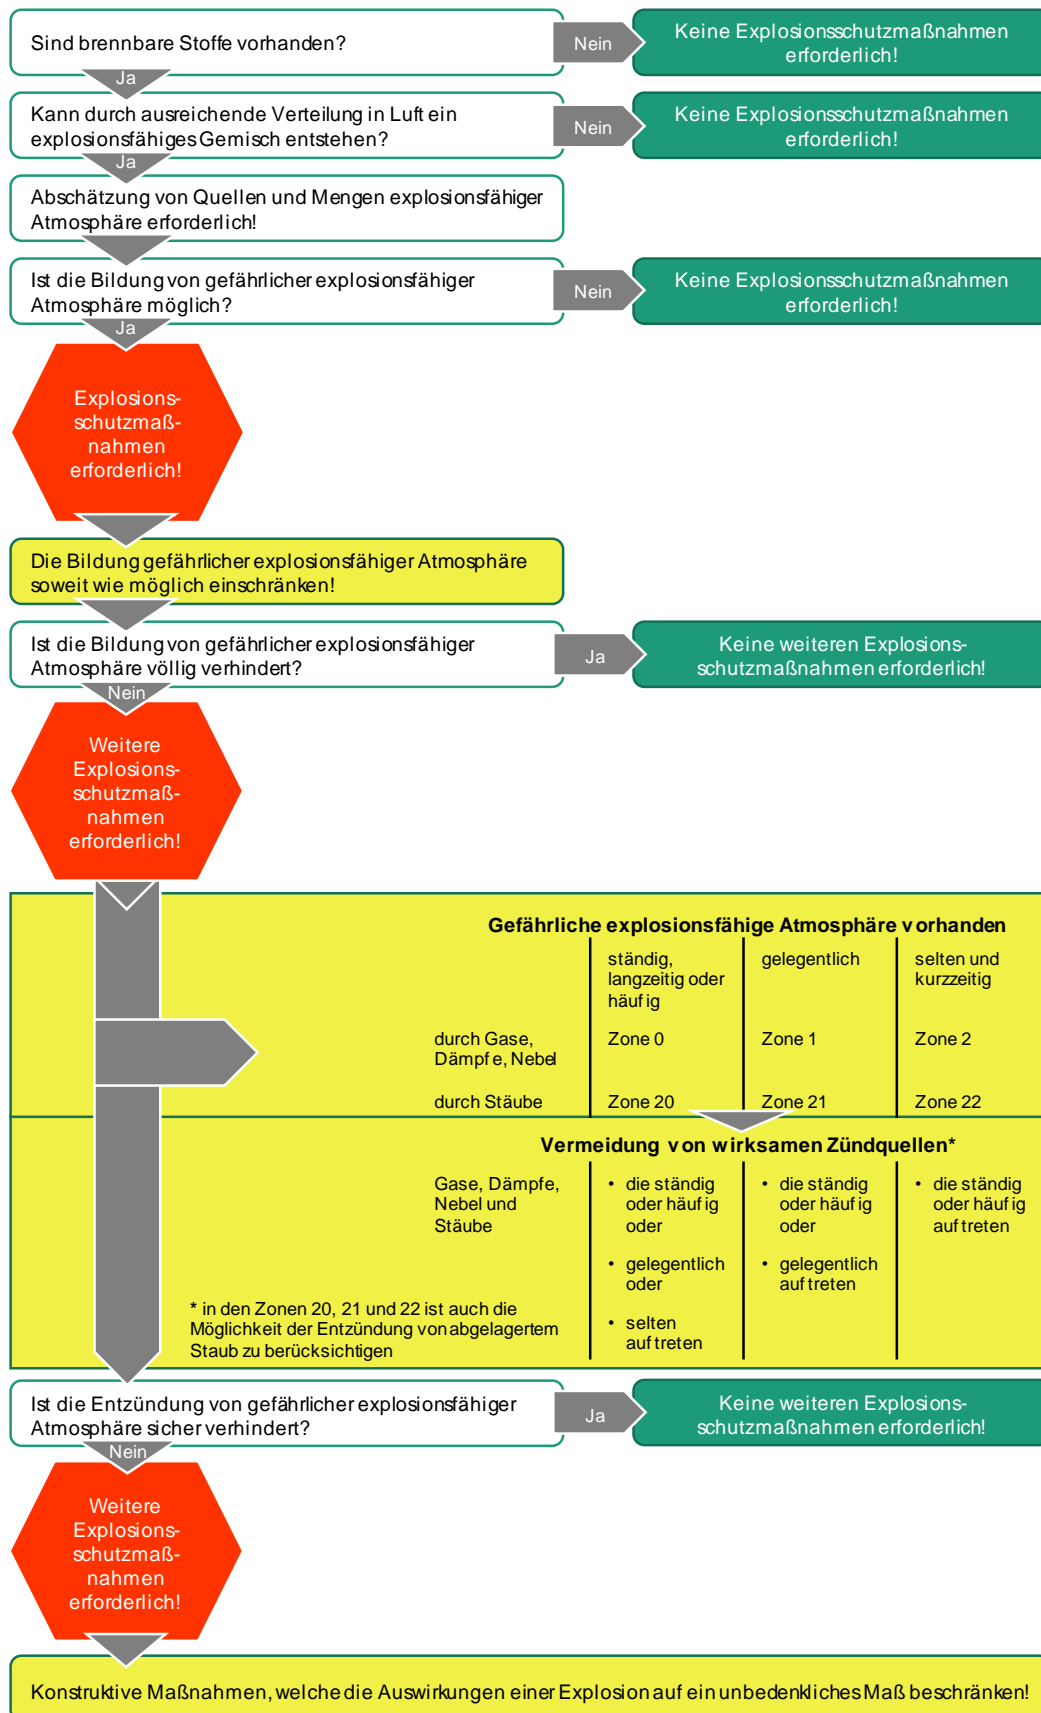 Sind brennbare Stoffe vorhanden?
Nein
Keine Explosionsschutzmaßnahmen
erforderlich!
Ja
Kann durch ausreichende Verteilung in Luft ein
explosionsfähiges Gemisch entstehen?
Nein
Keine Explosionsschutzmaßnahmen
erforderlich!
Ja
Abschätzung von Quellen und Mengen explosionsfähiger
Atmosphäre erforderlich!
Ist die Bildung von gefährlicher explosionsfähiger
Atmosphäre möglich?
Nein
Keine Explosionsschutzmaßnahmen
erforderlich!
Ja
Explosions-
schutzmaß-
nahmen
erforderlich!
Die Bildung gefährlicher explosionsfähiger Atmosphäre
soweit wie möglich einschränken!
Ist die Bildung von gefährlicher explosionsfähiger
Atmosphäre völlig verhindert?
Ja
Keine weiteren Explosions-
schutzmaßnahmen erforderlich!
Nein
Weitere
Explosions-
schutzmaß-
nahmen
erforderlich!
Gefährliche explosionsfähige Atmosphäre vorhanden
ständig,
langzeitig oder
häufig
gelegentlich
selten und
kurzzeitig
durch Gase,
Dämpfe, Nebel
Zone 0
Zone 1
Zone 2
durch Stäube
Zone 20
Zone 21
Zone 22
Vermeidung von wirksamen Zündquellen*
Gase, Dämpfe,
Nebel und
Stäube
• die ständig
oder häufig
oder
• gelegentlich
oder
• selten
auftreten
• die ständig
oder häufig
oder
• gelegentlich
auftreten
• die ständig
oder häufig
auftreten
* in den Zonen 20, 21 und 22 ist auch die
Möglichkeit der Entzündung von abgelagertem
Staub zu berücksichtigen
Ist die Entzündung von gefährlicher explosionsfähiger
Atmosphäre sicher verhindert?
Ja
Keine weiteren Explosions-
schutzmaßnahmen erforderlich!
Nein
Weitere
Explosions-
schutzmaß-
nahmen
erforderlich!
Konstruktive Maßnahmen, welche die Auswirkungen einer Explosion auf ein unbedenkliches Maß beschränken!